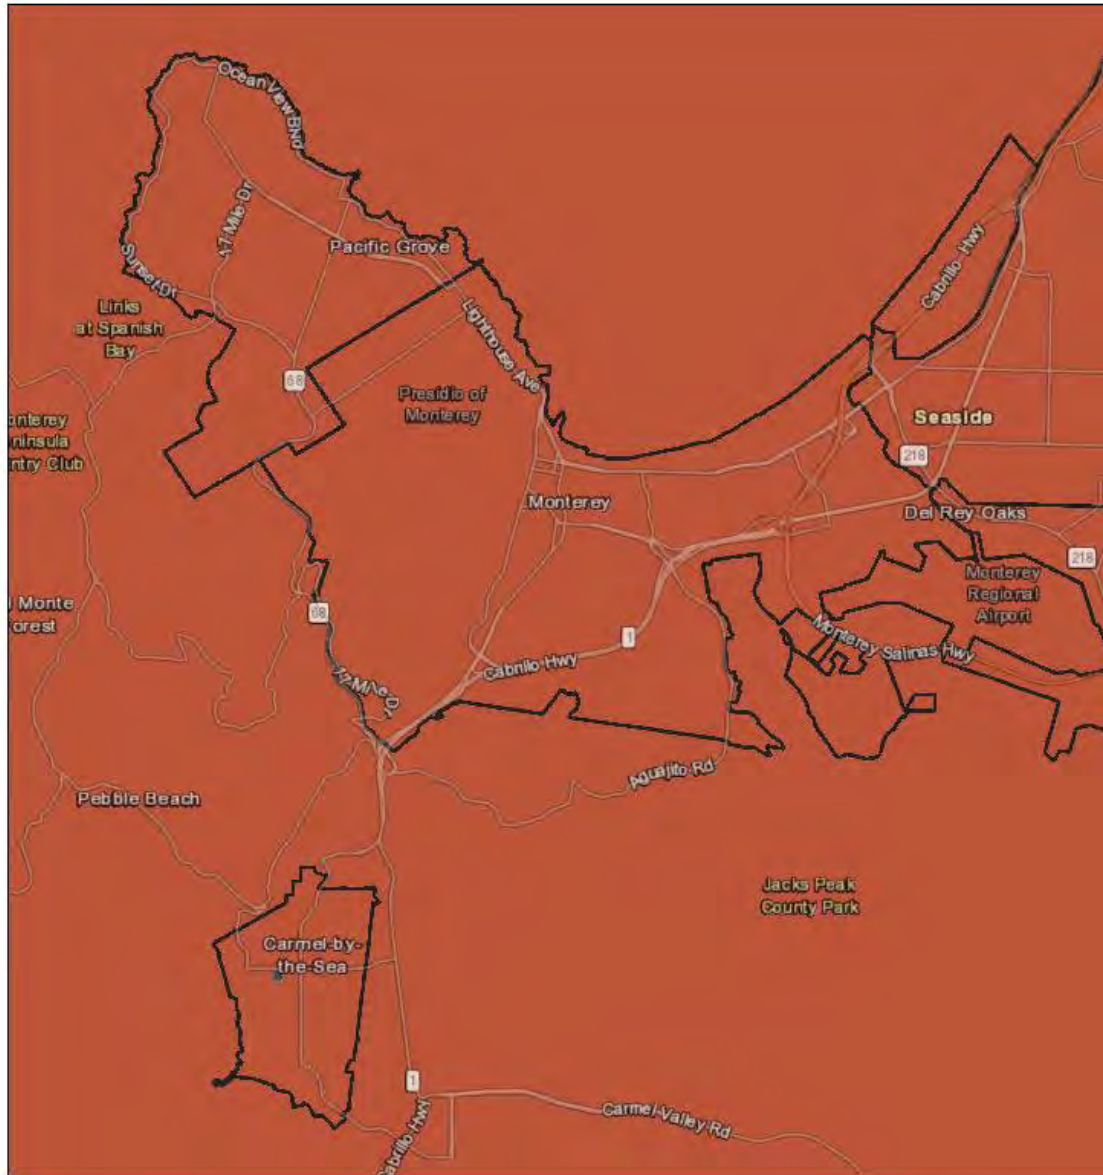 Ocean View Blvd
17 Mile Dr
Pacific Grove
Sunset Dr
Cabrillo Hwy
Links
at Spanish
Bay
Lighthouse Ave
68
Presidio of
Monterey
Seaside
onterey
ninsula
ntry Club
218
Monterey
Del Rey Oaks
218
Monterey
Regional
Airport
Monte
orest
68
1
Monterey Salinas Hwy
Cabrillo Hwy
17 Mile Dr
Aguajito Rd
Pebble Beach
Jacks Peak
County Park
Carmel-by-
the-Sea
1
Cabrillo Hwy
Carmel Valley Rd